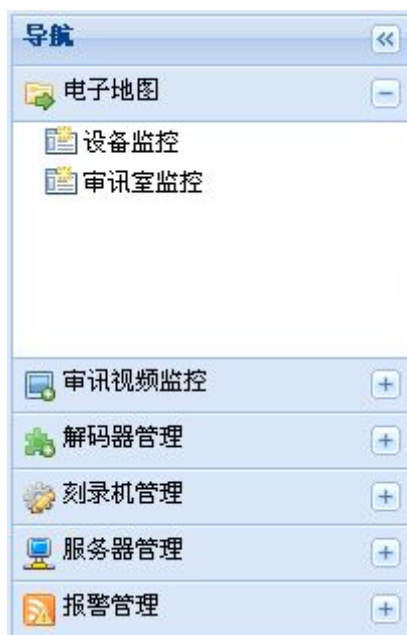 导航
电子地图
设备监控
审讯室监控
审讯视频监控
解码器管理
刻录机管理
服务器管理
报警管理